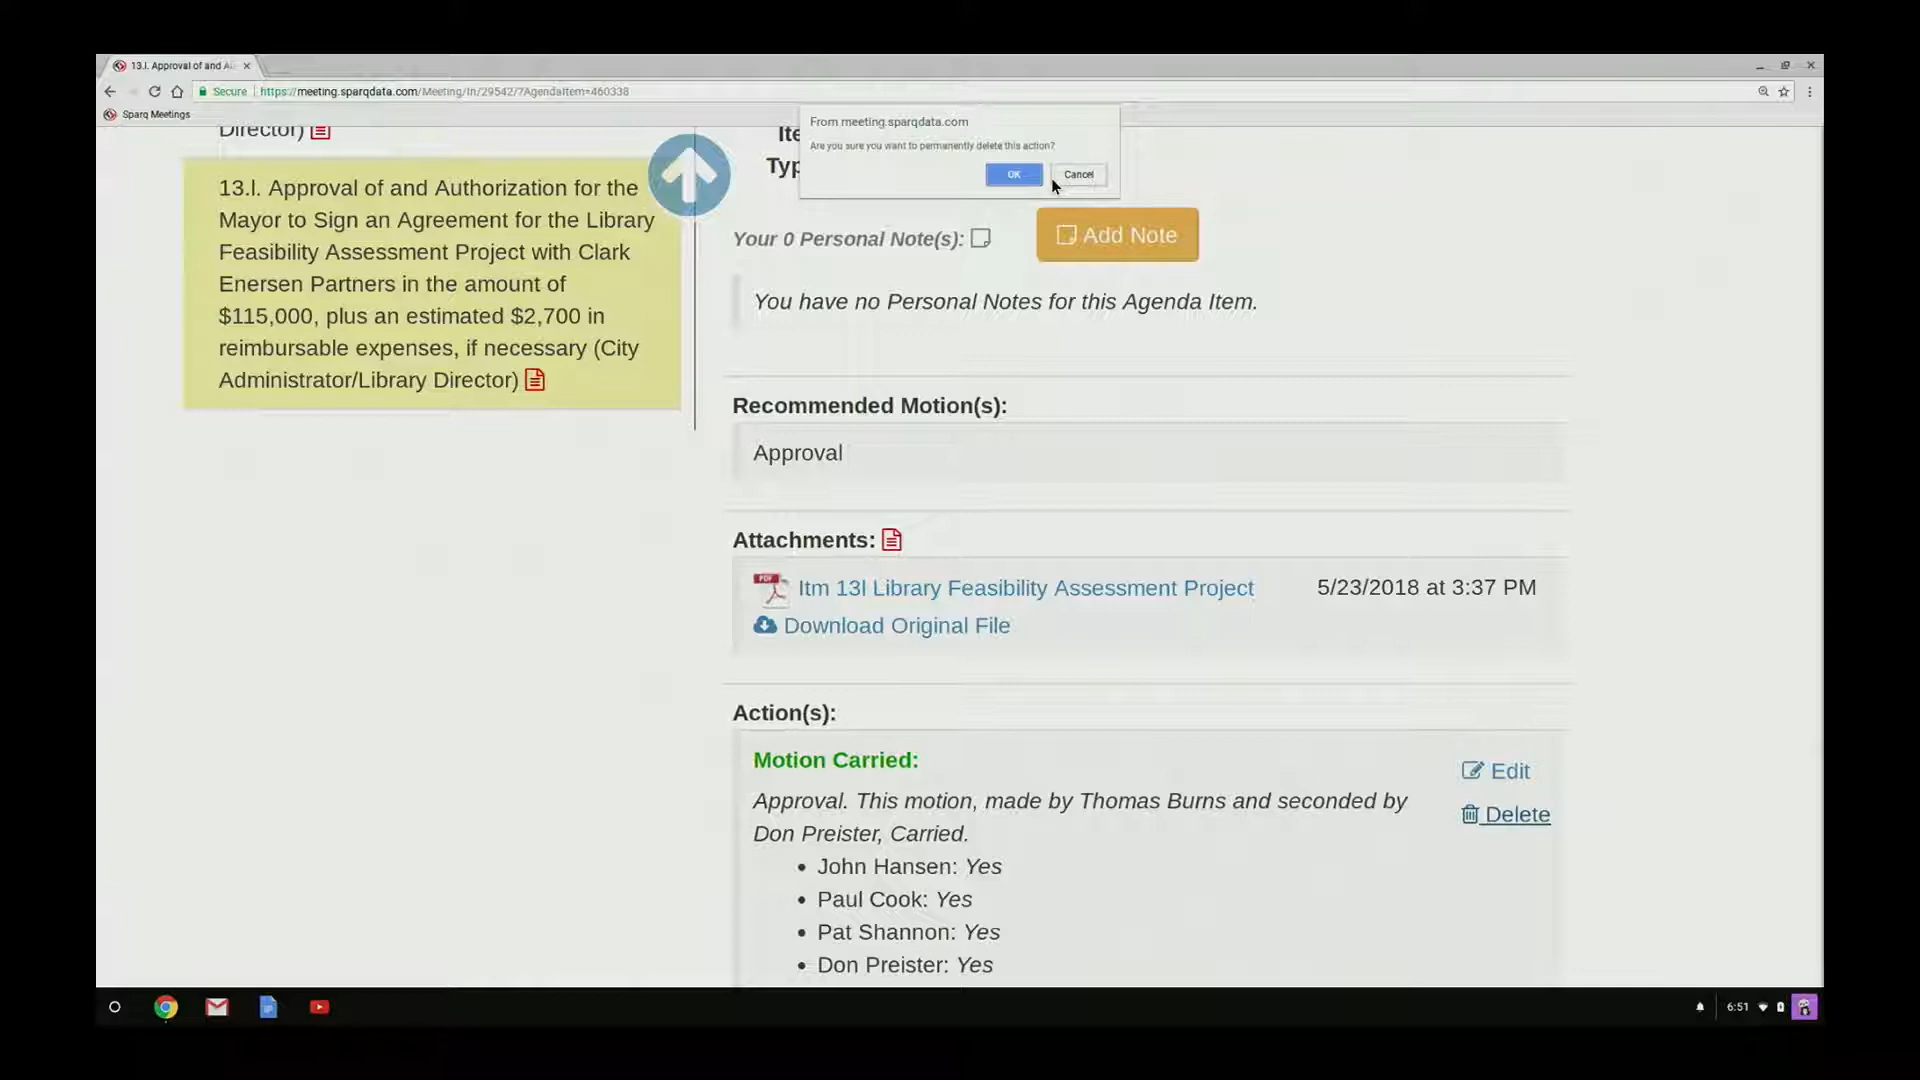 13.l. Approval of and A
Secure
https://meeting.sparqdata.com/Meeting/In/29542/?AgendaItem=460338
Sparq Meetings
Director)
13.l. Approval of and Authorization for the
Mayor to Sign an Agreement for the Library
Feasibility Assessment Project with Clark
Enersen Partners in the amount of
$115,000, plus an estimated $2,700 in
reimbursable expenses, if necessary (City
Administrator/Library Director)
Ite
Typ
From meeting.sparqdata.com
Are you sure you want to permanently delete this action?
OK
Cancel
Your 0 Personal Note(s):
Add Note
You have no Personal Notes for this Agenda Item.
Recommended Motion(s):
Approval
Attachments:
PDF
Itm 13l Library Feasibility Assessment Project
5/23/2018 at 3:37 PM
Download Original File
Action(s):
Motion Carried:
Edit
Approval. This motion, made by Thomas Burns and seconded by
Don Preister, Carried.
Delete
• John Hansen: Yes
• Paul Cook: Yes
• Pat Shannon: Yes
• Don Preister: Yes
6:51